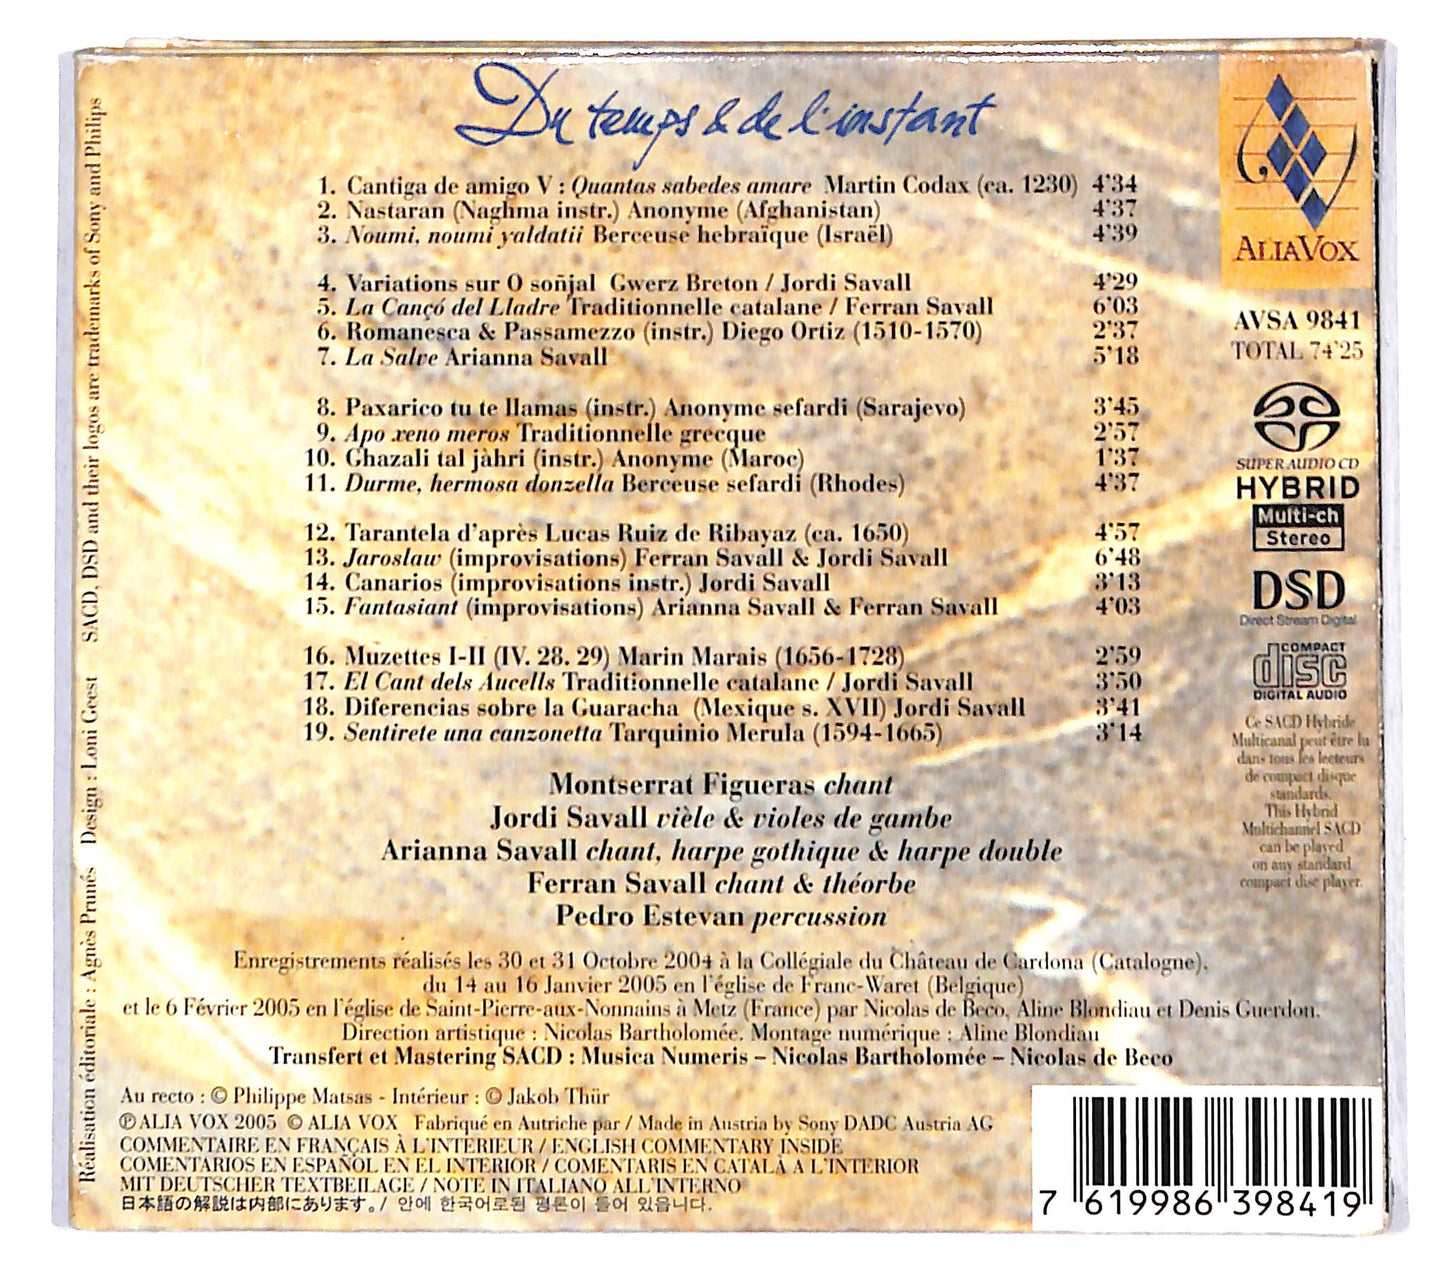 Du temps & de l'instant
1. Cantiga de amigo V : Quantas sabedes amare Martin Codax (ca. 1230) 4'34
2. Nastaran (Naghma instr.) Anonyme (Afghanistan) 4'37
3. Noumi, noumi yaldatii Berceuse hebraïque (Israël) 4'39
4. Variations sur O soñjal Gwerz Breton / Jordi Savall 4'29
5. La Cançó del Lladre Traditionnelle catalane / Ferran Savall 6'03
6. Romanesca & Passamezzo (instr.) Diego Ortiz (1510-1570) 2'37
7. La Salve Arianna Savall 5'18
8. Paxarico tu te llamas (instr.) Anonyme sefardi (Sarajevo) 3'45
9. Apo xeno meros Traditionnelle grecque 2'57
10. Ghazali tal jàhri (instr.) Anonyme (Maroc) 1'37
11. Durme, hermosa donzella Berceuse sefardi (Rhodes) 4'37
12. Tarantela d'après Lucas Ruiz de Ribayaz (ca. 1650) 4'57
13. Jaroslaw (improvisations) Ferran Savall & Jordi Savall 6'48
14. Canarios (improvisations instr.) Jordi Savall 3'13
15. Fantasiant (improvisations) Arianna Savall & Ferran Savall 4'03
16. Muzettes I-II (IV. 28. 29) Marin Marais (1656-1728) 2'59
17. El Cant dels Aucells Traditionnelle catalane / Jordi Savall 3'50
18. Diferencias sobre la Guaracha (Mexique s. XVII) Jordi Savall 3'41
19. Sentirete una canzonetta Tarquinio Merula (1594-1665) 3'14
Montserrat Figueras chant
Jordi Savall vièle & violes de gambe
Arianna Savall chant, harpe gothique & harpe double
Ferran Savall chant & théorbe
Pedro Estevan percussion
Enregistrements réalisés les 30 et 31 Octobre 2004 à la Collégiale du Château de Cardona (Catalogne),
du 14 au 16 Janvier 2005 en l'église de Franc-Waret (Belgique)
et le 6 Février 2005 en l'église de Saint-Pierre-aux-Nonnains à Metz (France) par Nicolas de Beco, Aline Blondiau et Denis Guerdon.
Direction artistique : Nicolas Bartholomée. Montage numérique : Aline Blondiau
Transfert et Mastering SACD : Musica Numeris – Nicolas Bartholomée – Nicolas de Beco
Au recto : © Philippe Matsas - Intérieur : © Jakob Thür
℗ ALIA VOX 2005 © ALIA VOX Fabriqué en Autriche par / Made in Austria by Sony DADC Austria AG
COMMENTAIRE EN FRANÇAIS À L'INTERIEUR / ENGLISH COMMENTARY INSIDE
COMENTARIOS EN ESPAÑOL EN EL INTERIOR / COMENTARIS EN CATALÀ A L'INTERIOR
MIT DEUTSCHER TEXTBEILAGE / NOTE IN ITALIANO ALL'INTERNO
日本語の解説は内部にあります。/ 안에 한국어로된 평론이 들어 있읍니다.
ALIAVOX
AVSA 9841
TOTAL 74'25
SUPER AUDIO CD
HYBRID
Multi-ch
Stereo
DSD
Direct Stream Digital
COMPACT
disc
DIGITAL AUDIO
Ce SACD Hybride
Multicanal peut être lu
dans tous les lecteurs
de compact disque
standards.
This Hybrid
Multichannel SACD
can be played
on any standard
compact disc player.
7 619986 398419
Réalisation éditoriale : Agnès Prunés Design : Loni Geest SACD, DSD and their logos are trademarks of Sony and Philips